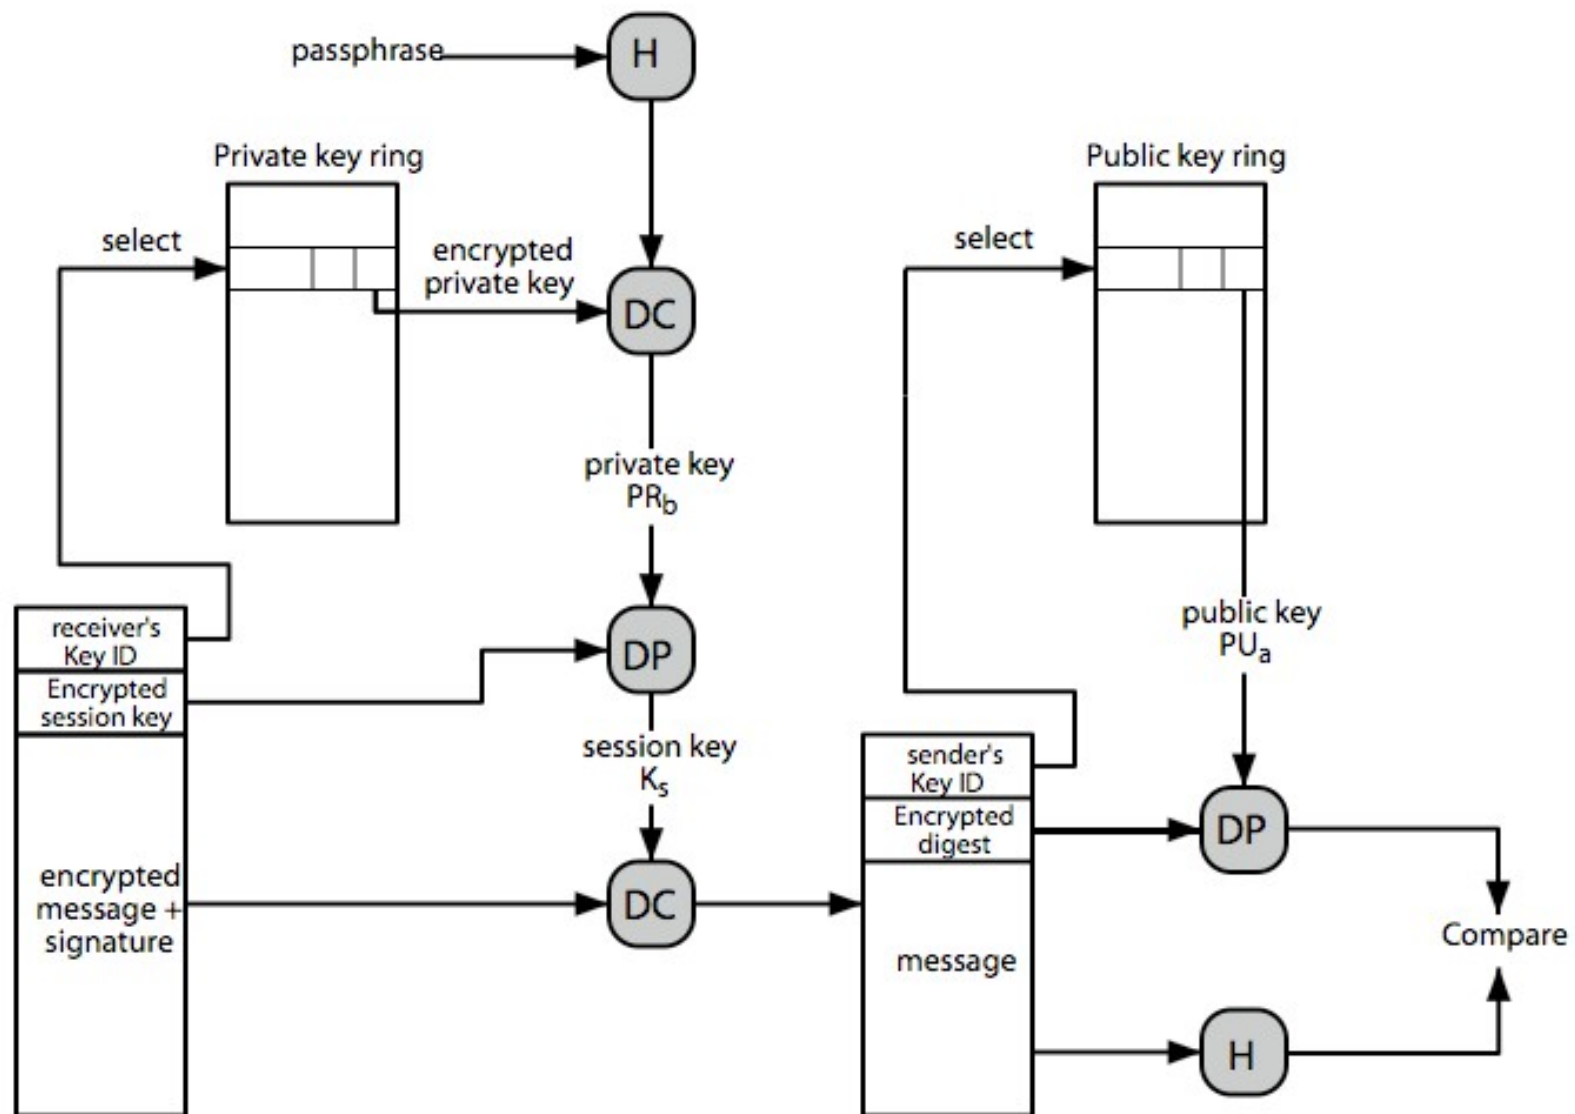 passphrase
H
Private key ring
Public key ring
select
encrypted
private key
select
DC
private key
PRb
receiver's
Key ID
DP
public key
PUa
Encrypted
session key
session key
Ks
sender's
Key ID
Encrypted
digest
DP
encrypted
message +
signature
DC
message
Compare
H